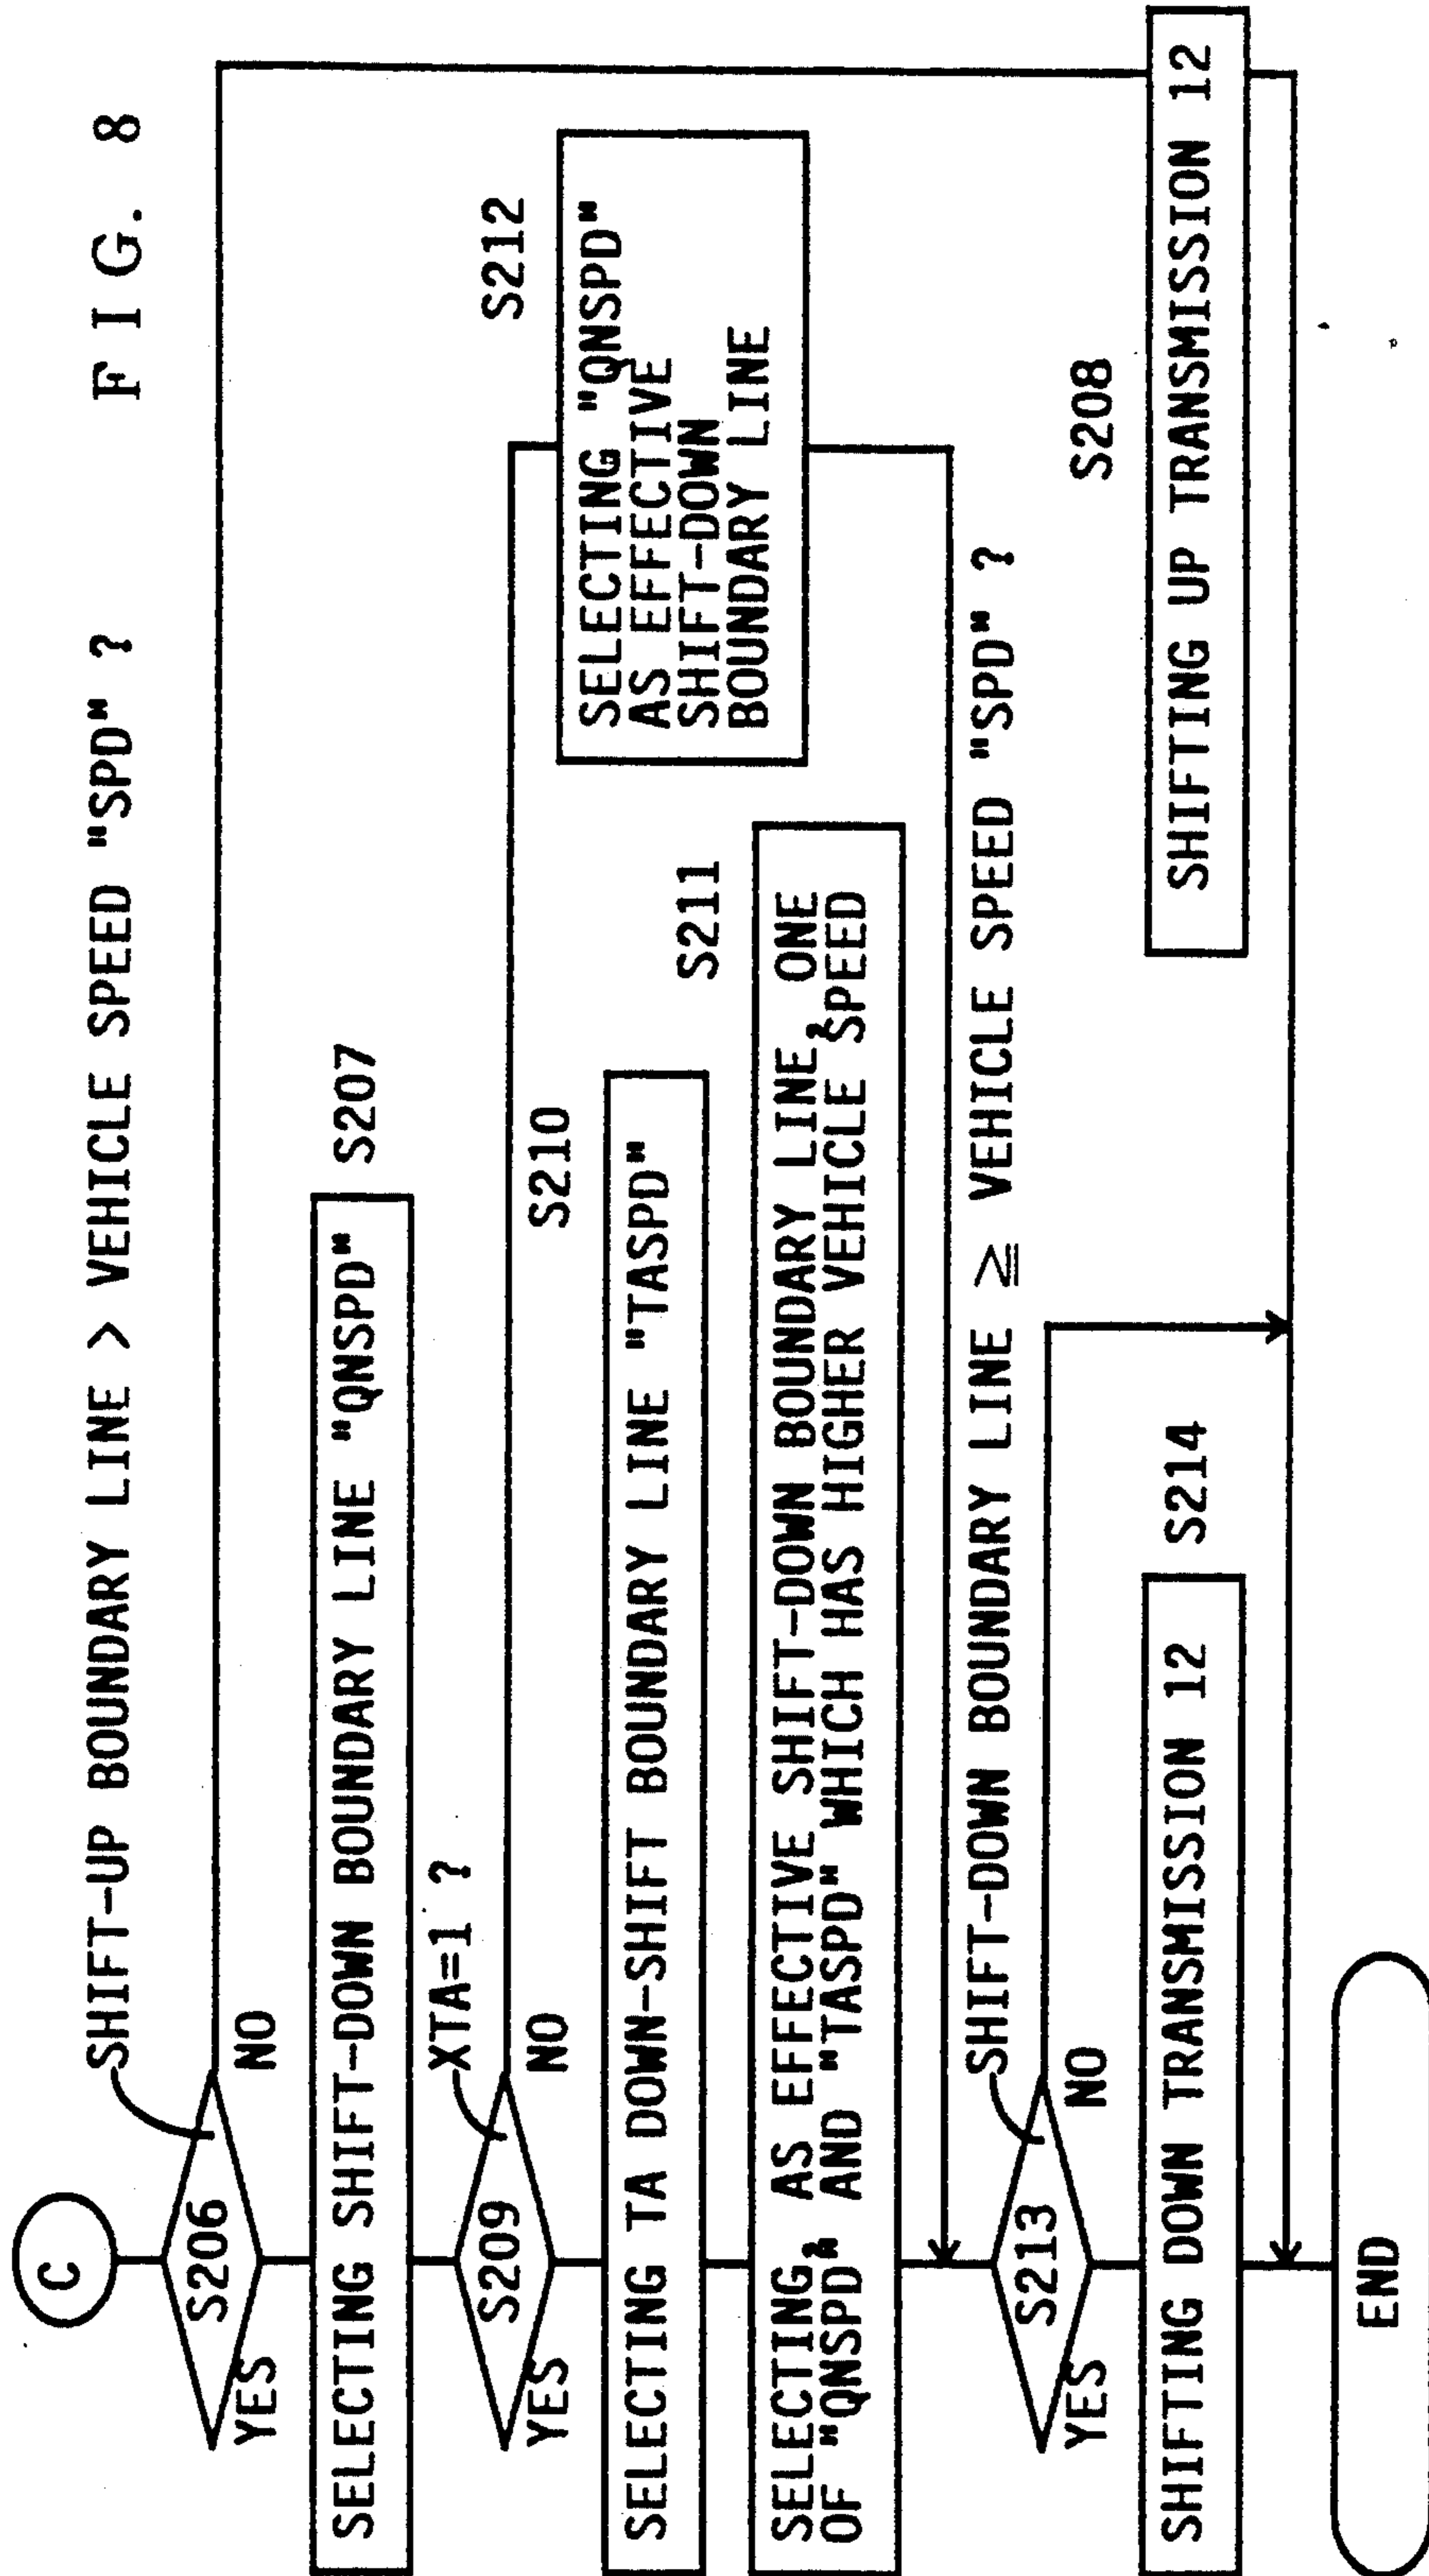 F I G. 8
C
SHIFT-UP BOUNDARY LINE > VEHICLE SPEED "SPD" ?
S206
NO
YES
SELECTING SHIFT-DOWN BOUNDARY LINE "QNSPD"
S207
XTA=1 ?
S209
NO
YES
S210
SELECTING TA DOWN-SHIFT BOUNDARY LINE "TASPD"
S212
SELECTING "QNSPD"
AS EFFECTIVE
SHIFT-DOWN
BOUNDARY LINE
S211
SELECTING, AS EFFECTIVE SHIFT-DOWN BOUNDARY LINE, ONE
OF "QNSPD" AND "TASPD" WHICH HAS HIGHER VEHICLE SPEED
SHIFT-DOWN BOUNDARY LINE ≧ VEHICLE SPEED "SPD" ?
S213
NO
YES
SHIFTING DOWN TRANSMISSION 12
S214
S208
SHIFTING UP TRANSMISSION 12
END